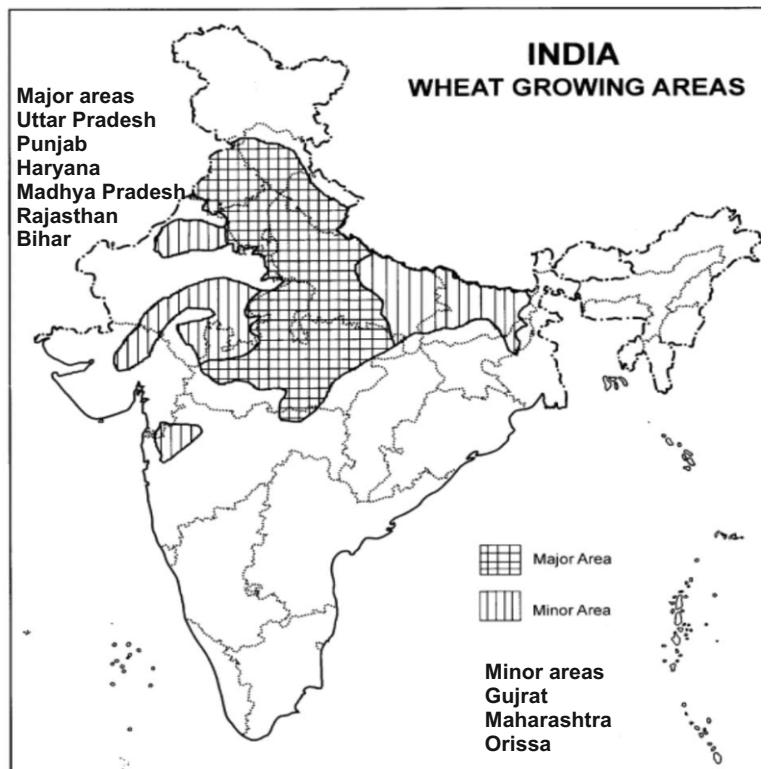 INDIA
WHEAT GROWING AREAS
Major areas
Uttar Pradesh
Punjab
Haryana
Madhya Pradesh
Rajasthan
Bihar
Major Area
Minor Area
Minor areas
Gujrat
Maharashtra
Orissa